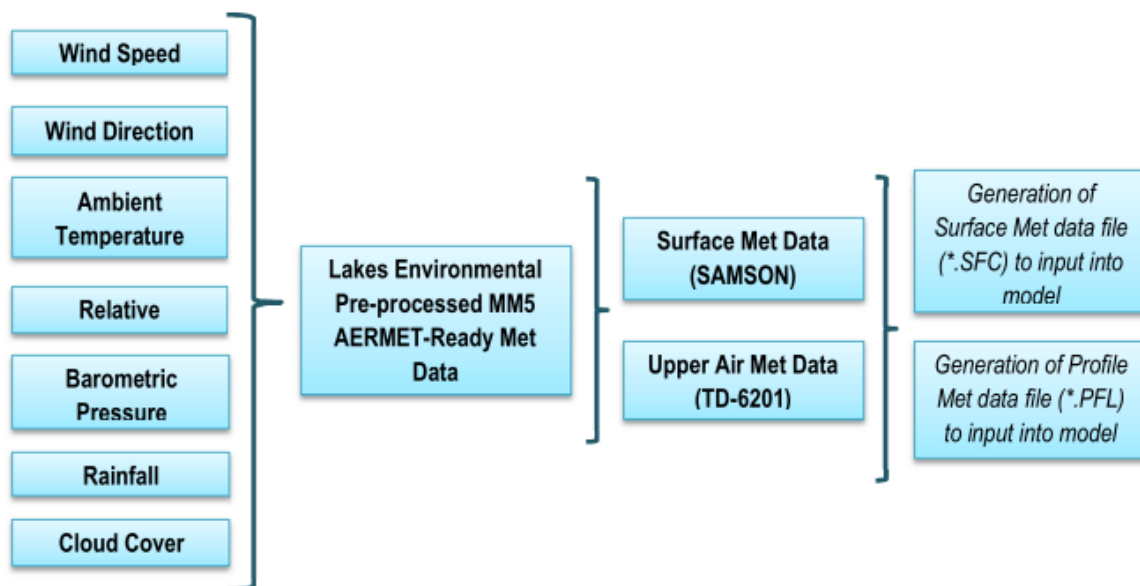 Wind Speed
Wind Direction
Ambient
Temperature
Relative
Barometric
Pressure
Rainfall
Cloud Cover
Lakes Environmental
Pre-processed MM5
AERMET-Ready Met
Data
Surface Met Data
(SAMSON)
Upper Air Met Data
(TD-6201)
Generation of
Surface Met data file
(*.SFC) to input into
model
Generation of Profile
Met data file (*.PFL)
to input into model